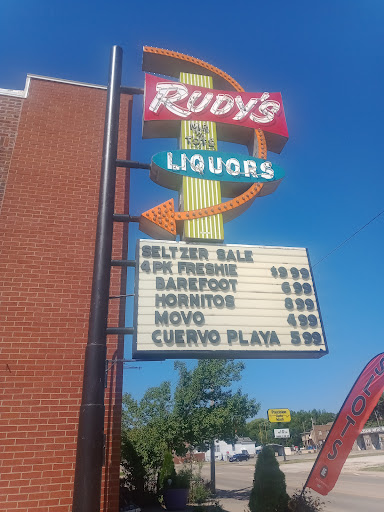 RUDY'S
LIQUORS
SELTZER SALE
4PK FRESHIE $9 99
BAREFOOT 6 99
HORNITOS 8 99
MOVO 4 99
CUERVO PLAYA 5 99
SLOTS